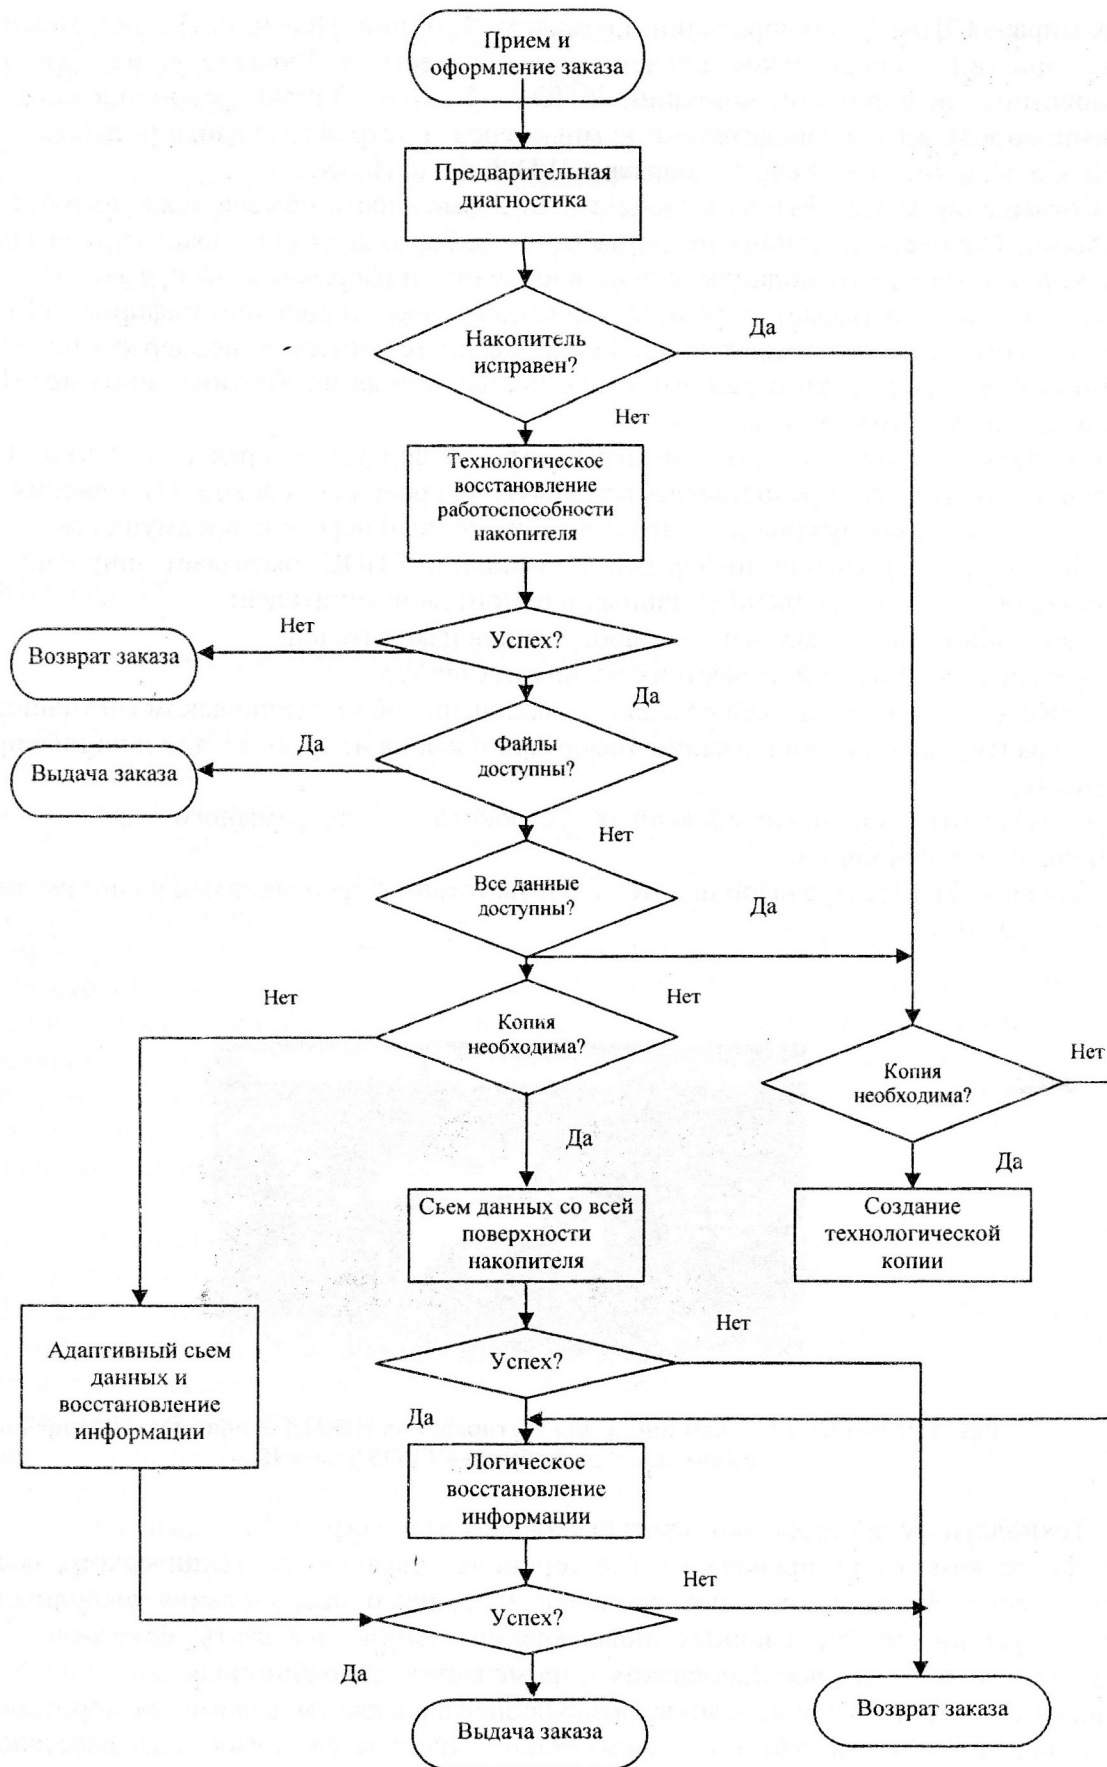 Прием и
оформление заказа
Предварительная
диагностика
Да
Накопитель
исправен?
Нет
Технологическое
восстановление
работоспособности
накопителя
Нет
Успех?
Возврат заказа
Да
Да
Файлы
доступны?
Выдача заказа
Нет
Все данные
доступны?
Да
Нет
Нет
Копия
необходима?
Нет
Копия
необходима?
Да
Да
Сьем данных со всей
поверхности
накопителя
Создание
технологической
копии
Нет
Адаптивный сьем
данных и
восстановление
информации
Успех?
Да
Логическое
восстановление
информации
Нет
Успех?
Да
Выдача заказа
Возврат заказа